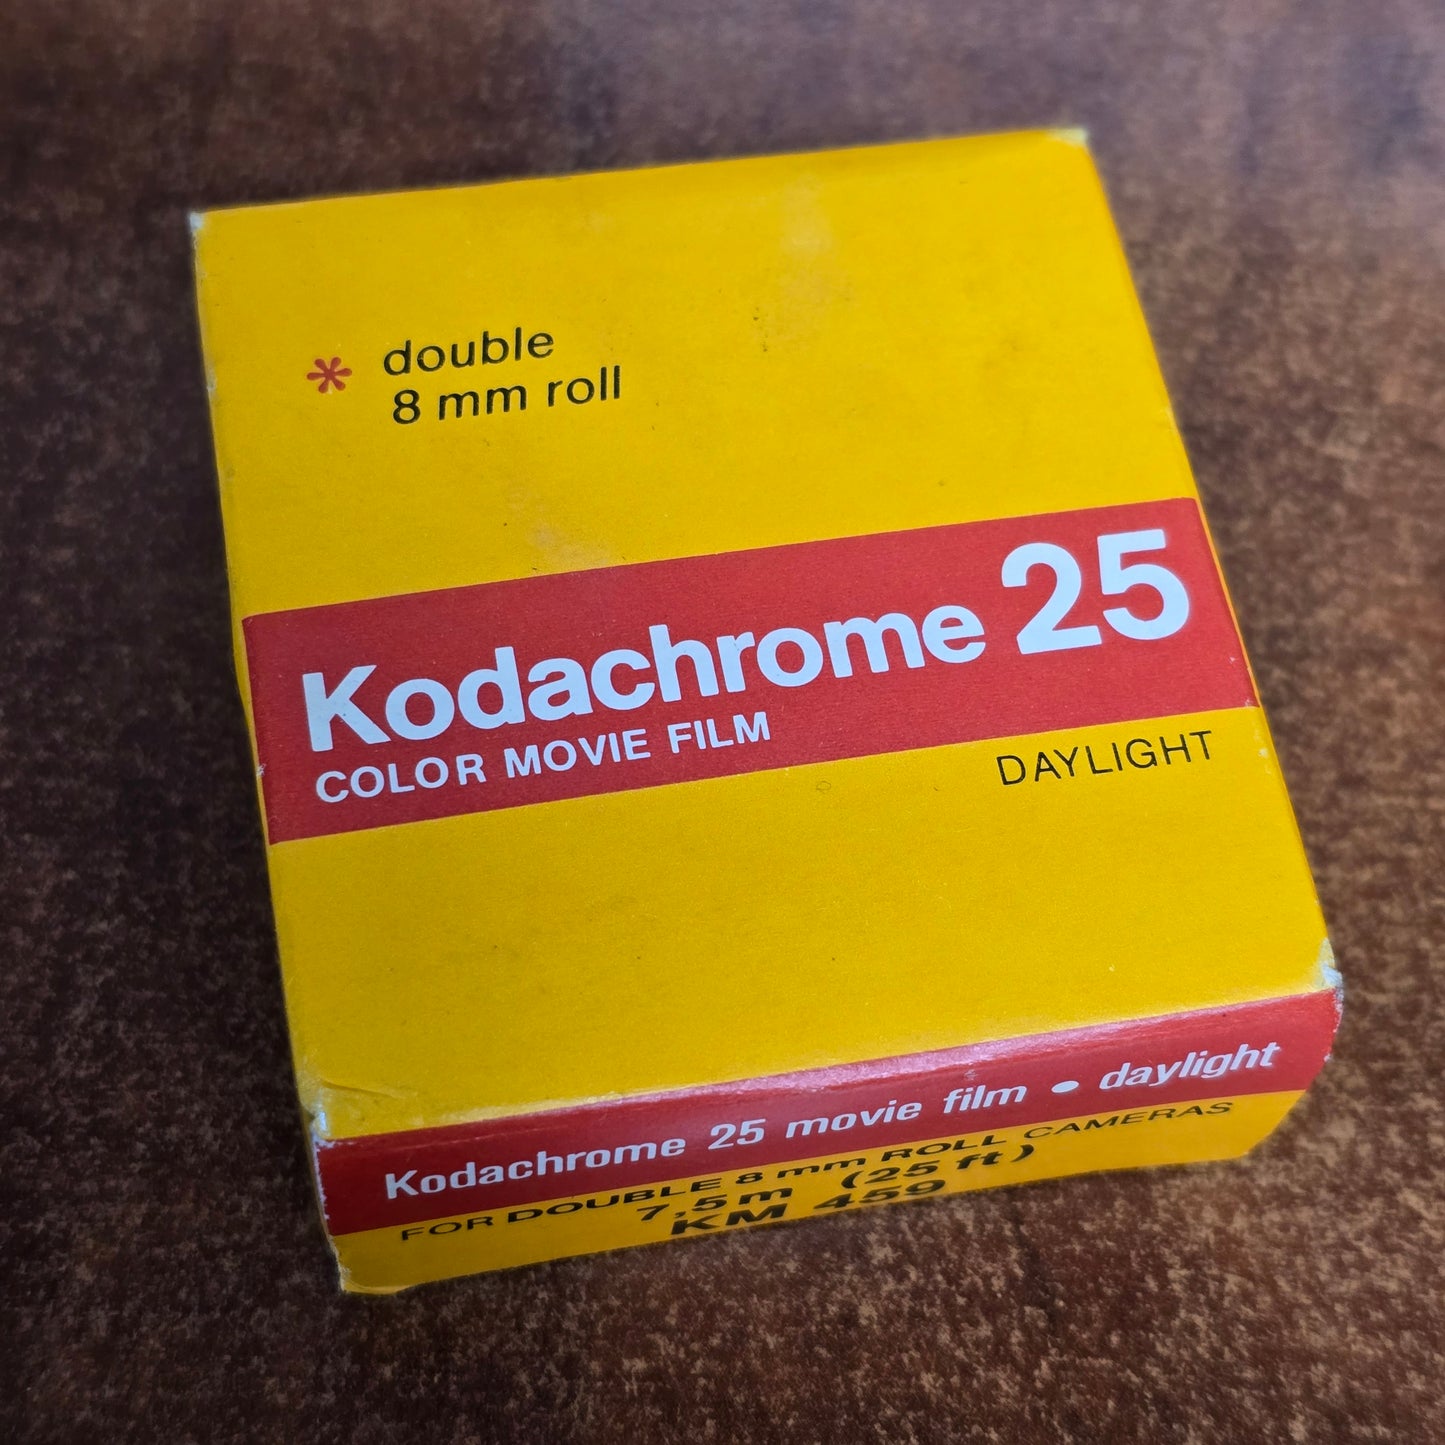 * double
8 mm roll
Kodachrome 25
COLOR MOVIE FILM
DAYLIGHT
Kodachrome 25 movie film • daylight
FOR DOUBLE 8 mm ROLL CAMERAS
7,5 m (25 ft)
KM 459